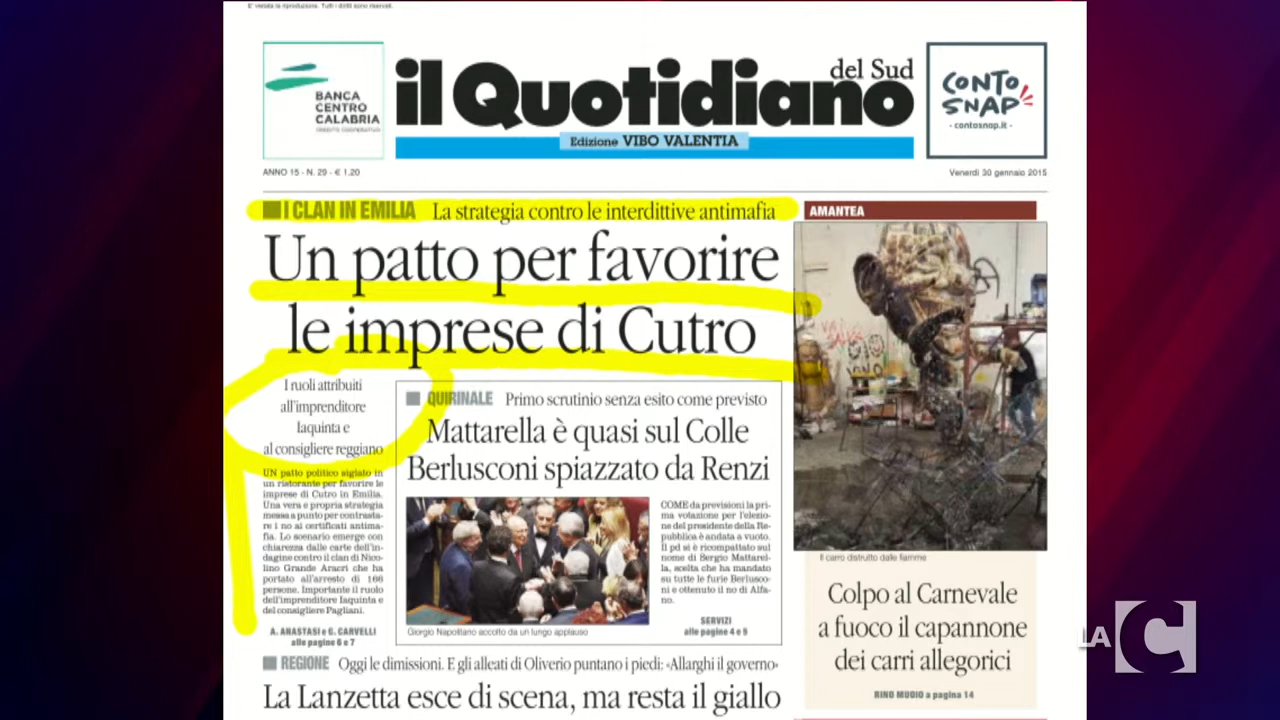 E' vietata la riproduzione. Tutti i diritti sono riservati.
BANCA
CENTRO
CALABRIA
CREDITO COOPERATIVO
il Quotidiano
del Sud
Edizione VIBO VALENTIA
CONTO
SNAP
- contosnap.it -
ANNO 15 - N. 29 - € 1.20
Venerdì 30 gennaio 2015
I CLAN IN EMILIA La strategia contro le interdittive antimafia
Un patto per favorire
le imprese di Cutro
I ruoli attribuiti
all'imprenditore
Iaquinta e
al consigliere reggiano
UN patto politico siglato in
un ristorante per favorire le
imprese di Cutro in Emilia.
Una vera e propria strategia
messa a punto per contrasta-
re i no ai certificati antima-
fia. Lo scenario emerge con
chiarezza dalle carte dell'in-
dagine contro il clan di Nico-
lino Grande Aracri che ha
portato all'arresto di 166
persone. Importante il ruolo
dell'imprenditore Iaquinta e
del consigliere Pagliani.
A. ANASTASI e G. CARVELLI
alle pagine 6 e 7
QUIRINALE Primo scrutinio senza esito come previsto
Mattarella è quasi sul Colle
Berlusconi spiazzato da Renzi
COME da previsioni la pri-
ma votazione per l'elezio-
ne del presidente della Re-
pubblica è andata a vuoto.
Il pd si è ricompattato sul
nome di Sergio Mattarel-
la, scelta che ha mandato
su tutte le furie Berlusco-
ni e ottenuto il no di Alfa-
no.
SERVIZI
alle pagine 4 e 5
Giorgio Napolitano accolto da un lungo applauso
AMANTEA
Il carro distrutto dalle fiamme
Colpo al Carnevale
a fuoco il capannone
dei carri allegorici
RINO MUOIO a pagina 14
REGIONE Oggi le dimissioni. E gli alleati di Oliverio puntano i piedi: «Allarghi il governo»
La Lanzetta esce di scena, ma resta il giallo
LA C